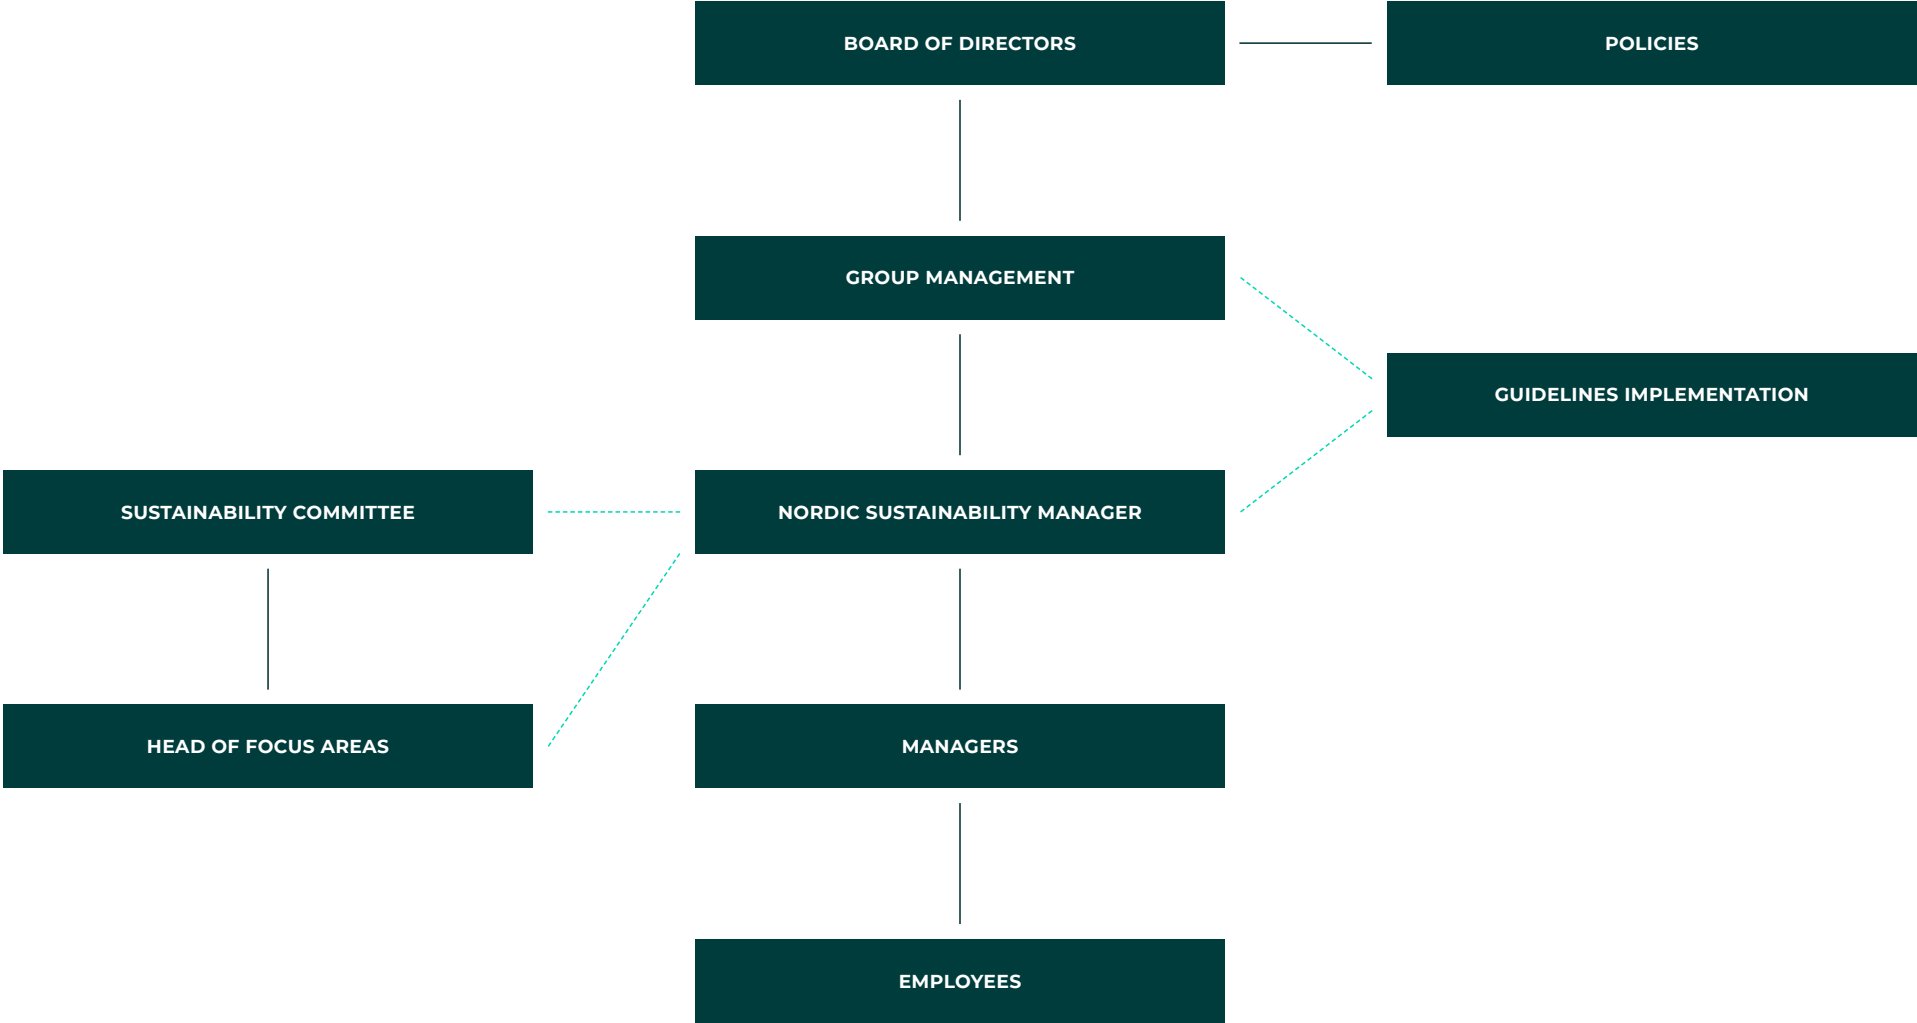 BOARD OF DIRECTORS
POLICIES
GROUP MANAGEMENT
GUIDELINES IMPLEMENTATION
SUSTAINABILITY COMMITTEE
NORDIC SUSTAINABILITY MANAGER
HEAD OF FOCUS AREAS
MANAGERS
EMPLOYEES